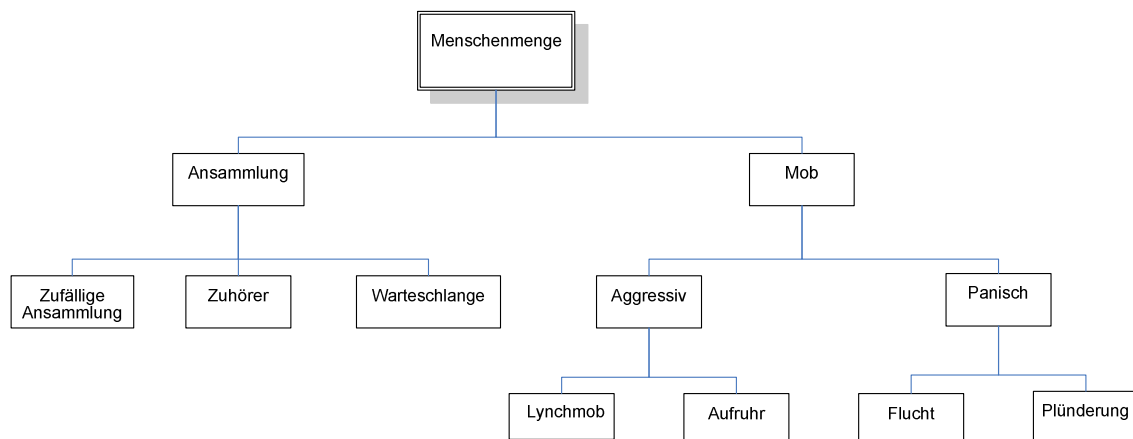 Menschenmenge
Ansammlung
Mob
Zufällige
Ansammlung
Zuhörer
Warteschlange
Aggressiv
Panisch
Lynchmob
Aufruhr
Flucht
Plünderung